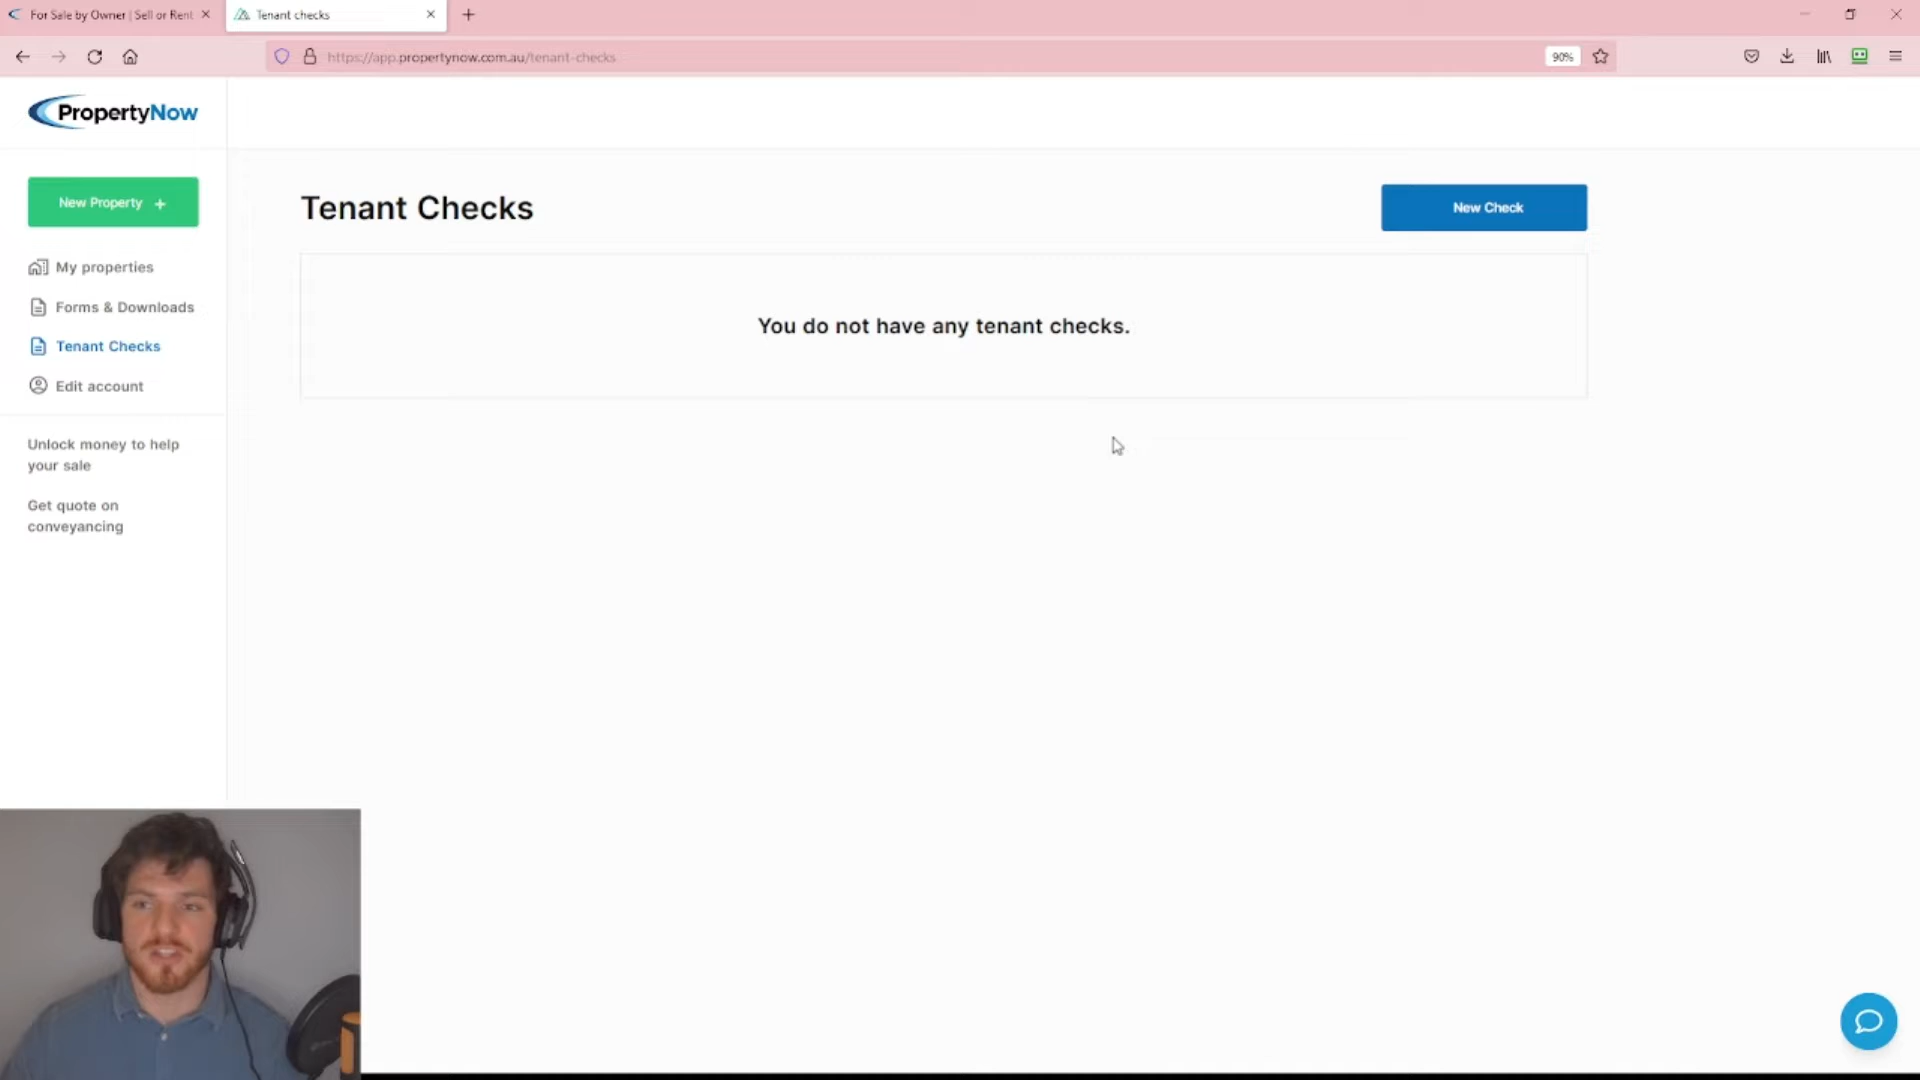 For Sale by Owner | Sell or Rent
Tenant checks
https://app.propertynow.com.au/tenant-checks
90%
PropertyNow
New Property +
My properties
Forms & Downloads
Tenant Checks
Edit account
Unlock money to help
your sale
Get quote on
conveyancing
Tenant Checks
New Check
You do not have any tenant checks.